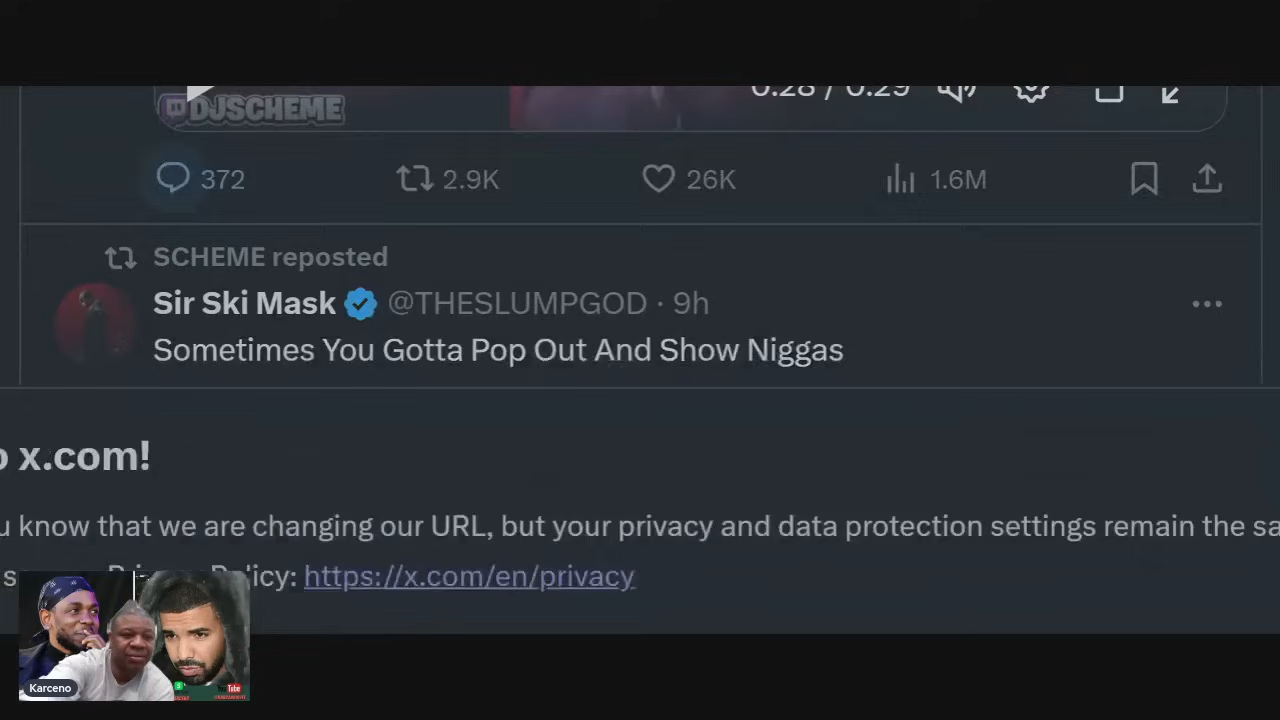 DJSCHEME
0:28 / 0:29
372
2.9K
26K
1.6M
SCHEME reposted
Sir Ski Mask @THESLUMPGOD · 9h
Sometimes You Gotta Pop Out And Show Niggas
x.com!
know that we are changing our URL, but your privacy and data protection settings remain the
icy: https://x.com/en/privacy
Karceno
YouTube